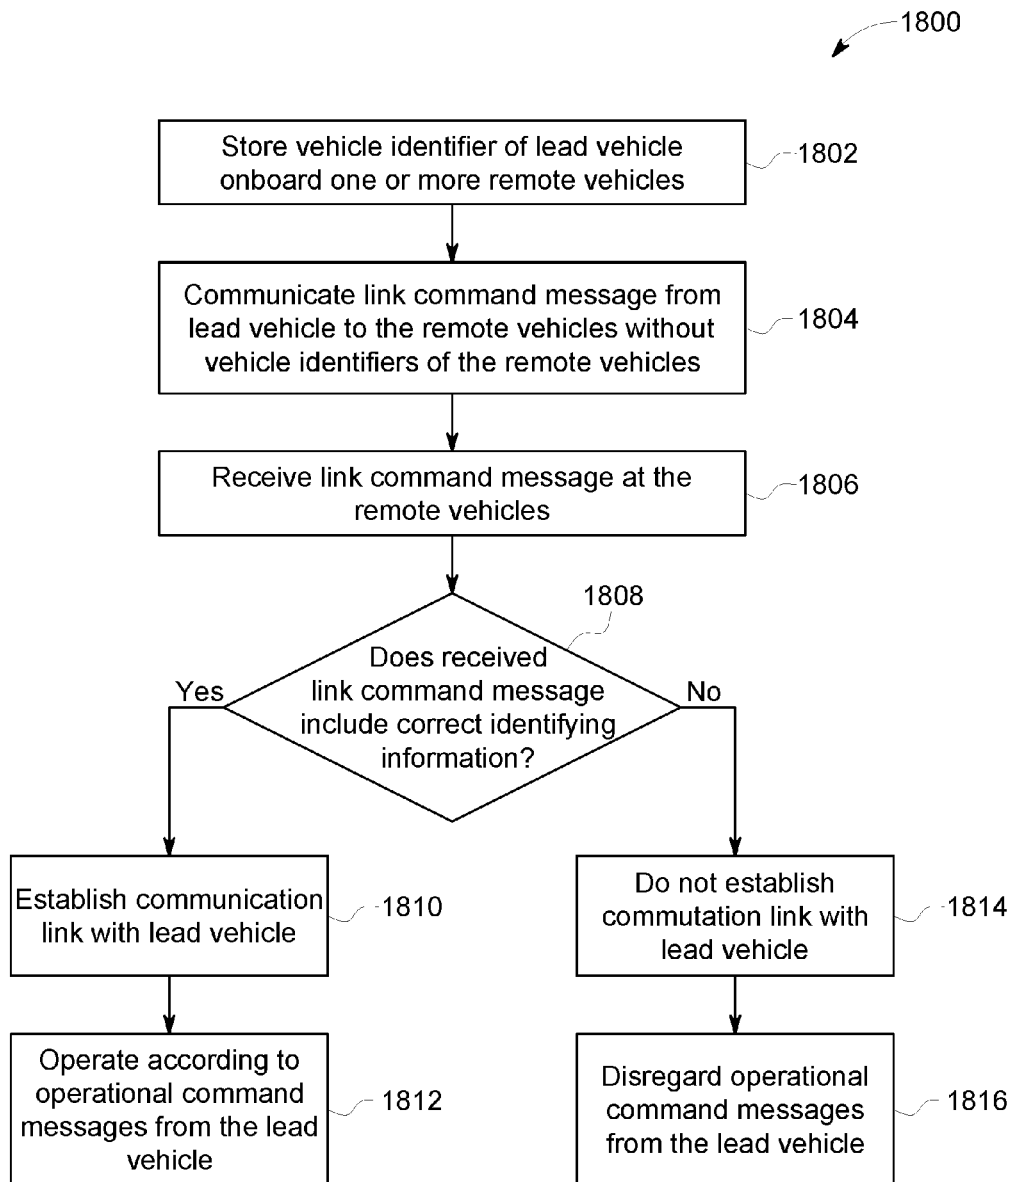 1800
Store vehicle identifier of lead vehicle
onboard one or more remote vehicles
1802
Communicate link command message from
lead vehicle to the remote vehicles without
vehicle identifiers of the remote vehicles
1804
Receive link command message at the
remote vehicles
1806
1808
Does received
link command message
include correct identifying
information?
Yes
No
Establish communication
link with lead vehicle
1810
Do not establish
commutation link with
lead vehicle
1814
Operate according to
operational command
messages from the lead
vehicle
1812
Disregard operational
command messages
from the lead vehicle
1816